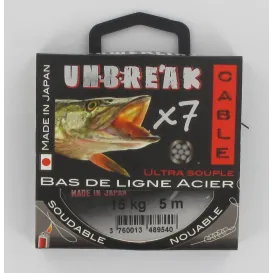 UNBREAK
x7
CABLE
MADE IN JAPAN
ULTRA SOUPLE
BAS DE LIGNE ACIER
MADE IN JAPAN
15 kg 5 m
3 760013 489540
SOUDABLE
NOUABLE